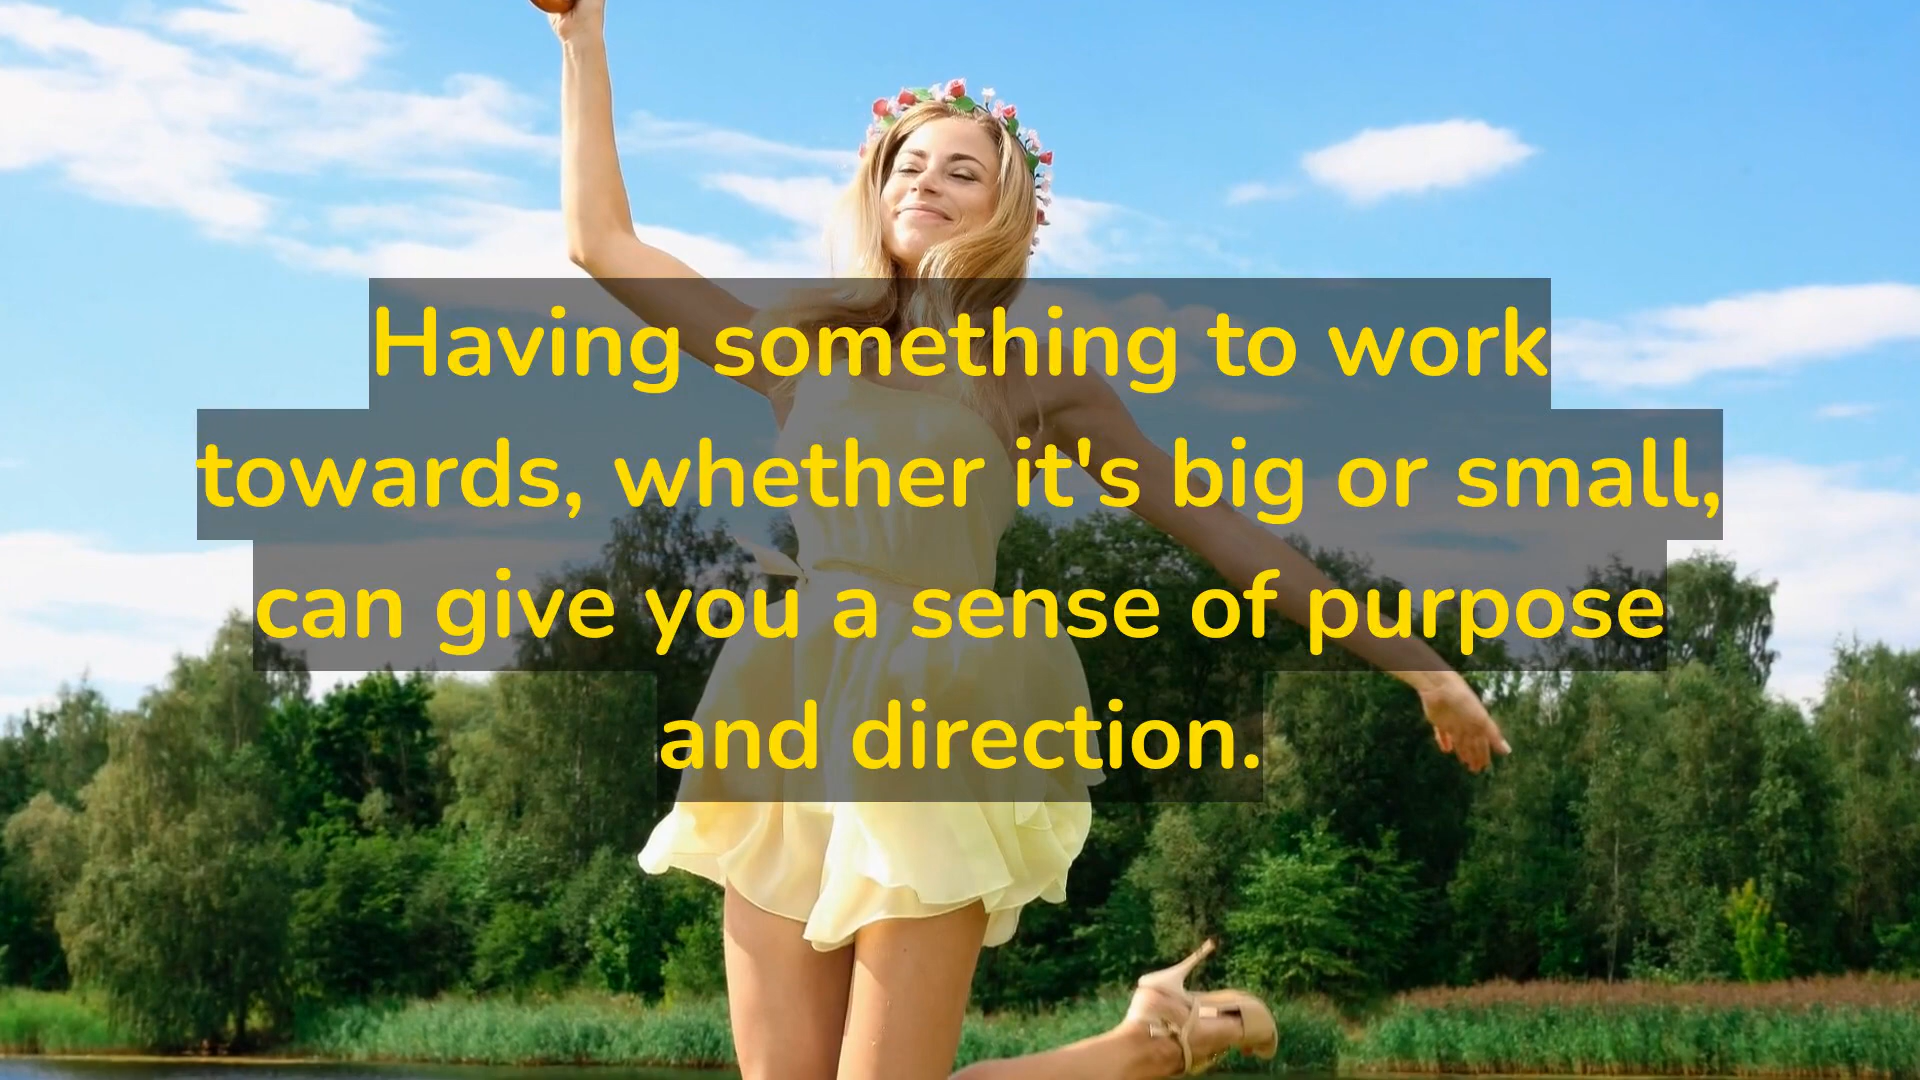 Having something to work
towards, whether it's big or small,
can give you a sense of purpose
and direction.